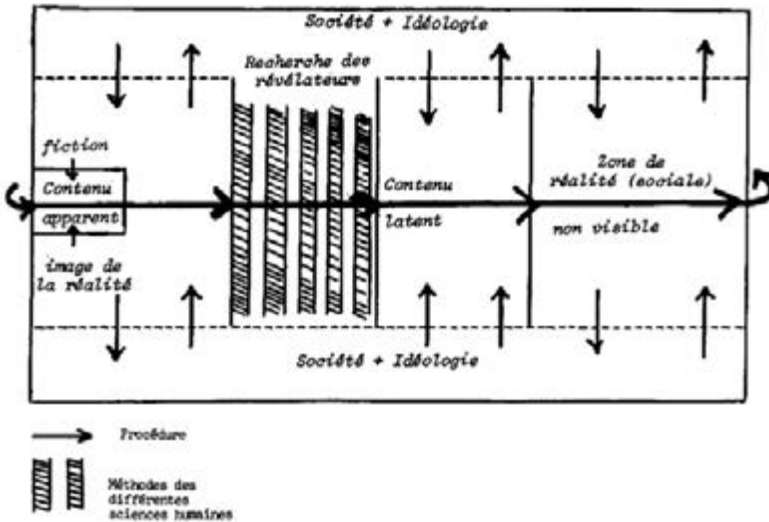 Société + Idéologie
Recherche des
révélateurs
fiction
Contenu
apparent
image de
la réalité
Contenu
latent
Zone de
réalité (sociale)
non visible
Société + Idéologie
Procédure
Méthodes des
différentes
sciences humaines